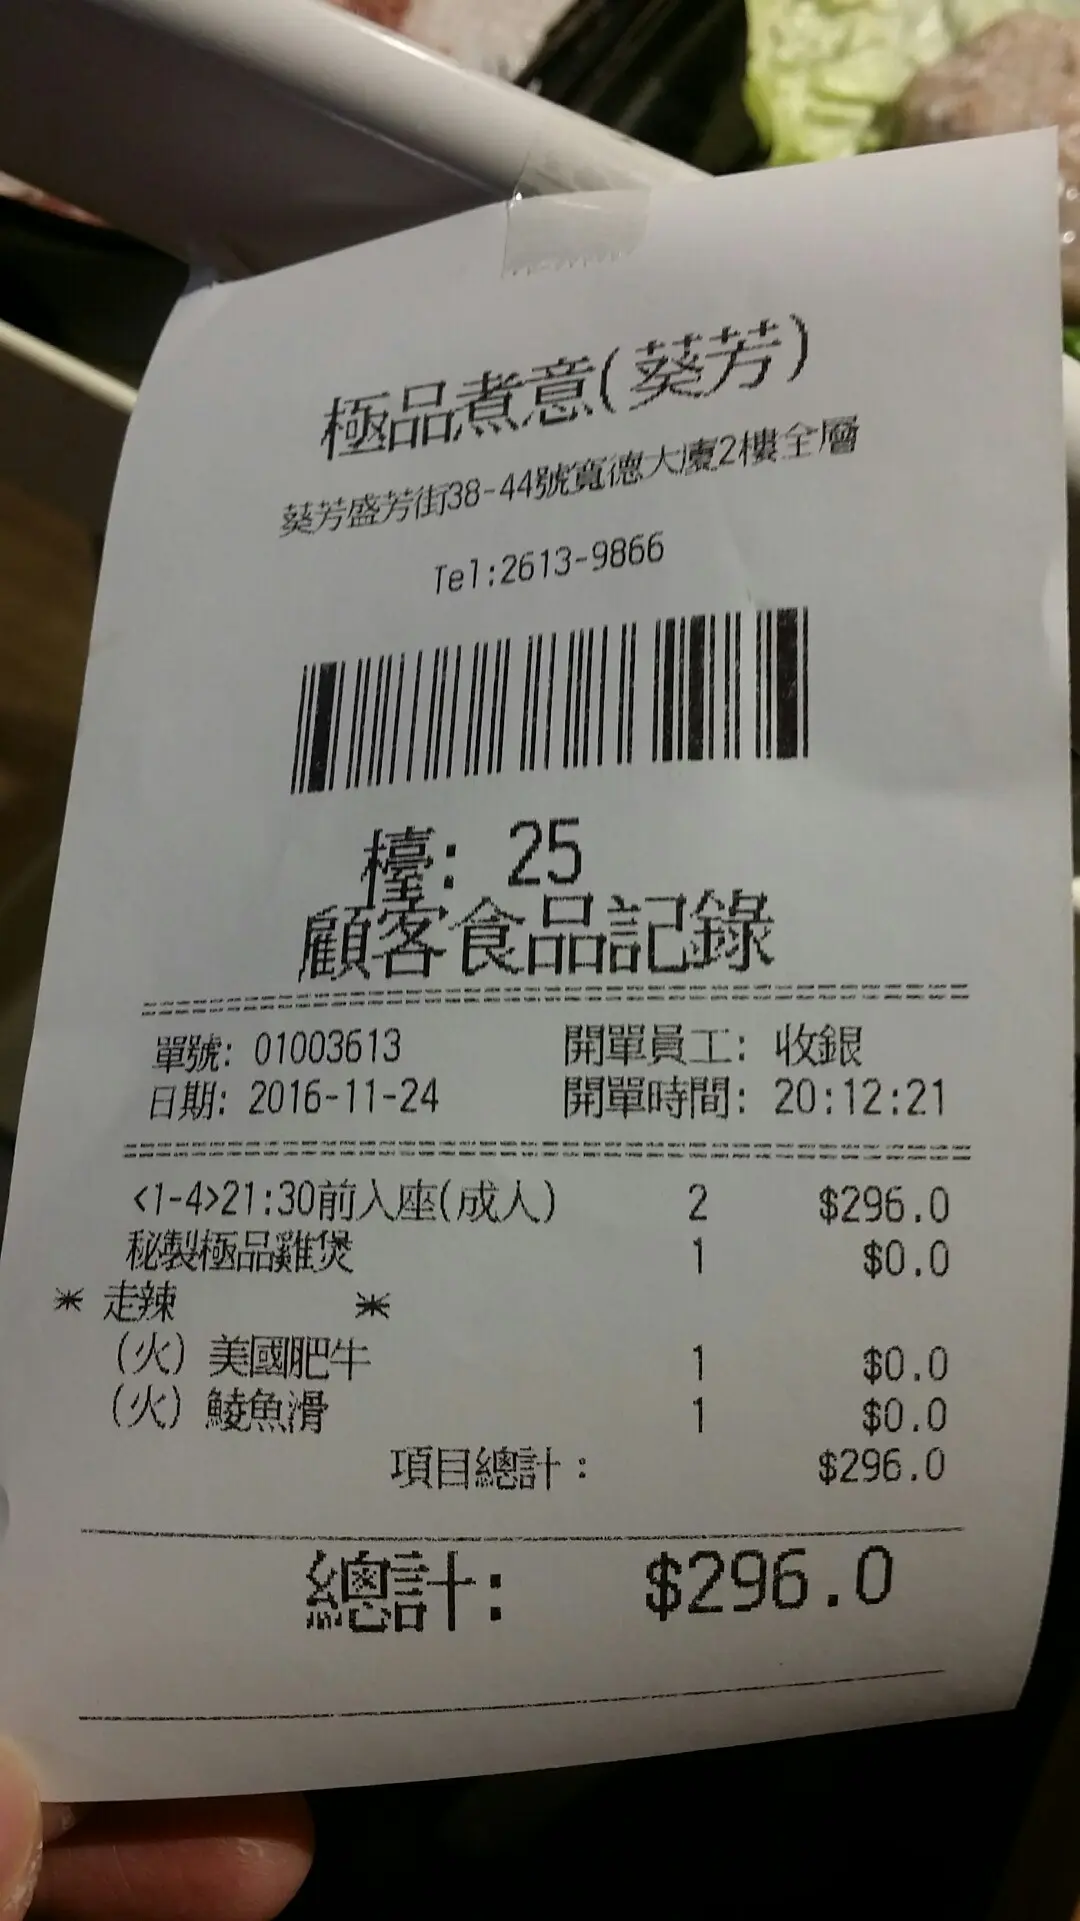 極品煮意(葵芳)
葵芳盛芳街38-44號寬德大廈2樓全層
Tel:2613-9866
檯: 25
顧客食品記錄
單號: 01003613 開單員工: 收銀
日期: 2016-11-24 開單時間: 20:12:21
<1-4>21:30前入座(成人) 2 $296.0
秘製極品雞煲 1 $0.0
* 走辣 *
(火) 美國肥牛 1 $0.0
(火) 鯪魚滑 1 $0.0
項目總計: $296.0
總計: $296.0